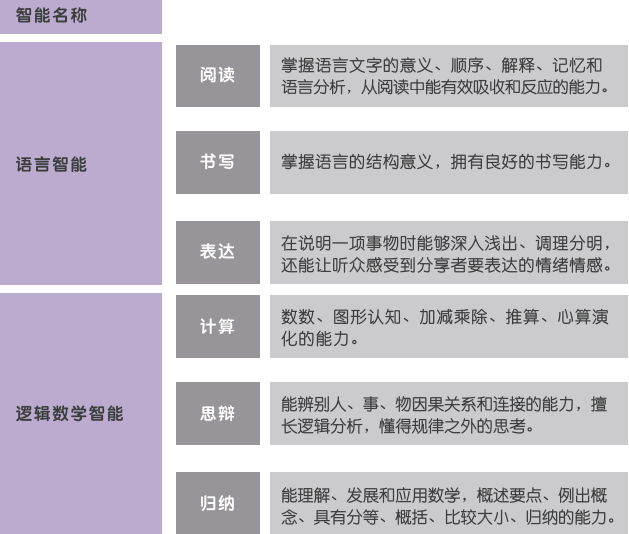 智能名称
语言智能
阅读
掌握语言文字的意义、顺序、解释、记忆和
语言分析，从阅读中能有效吸收和反应的能力。
书写
掌握语言的结构意义，拥有良好的书写能力。
表达
在说明一项事物时能够深入浅出、调理分明，
还能让听众感受到分享者要表达的情绪情感。
逻辑数学智能
计算
数数、图形认知、加减乘除、推算、心算演
化的能力。
思辩
能辨别人、事、物因果关系和连接的能力，擅
长逻辑分析，懂得规律之外的思考。
归纳
能理解、发展和应用数学，概述要点、例出概
念、具有分等、概括、比较大小、归纳的能力。